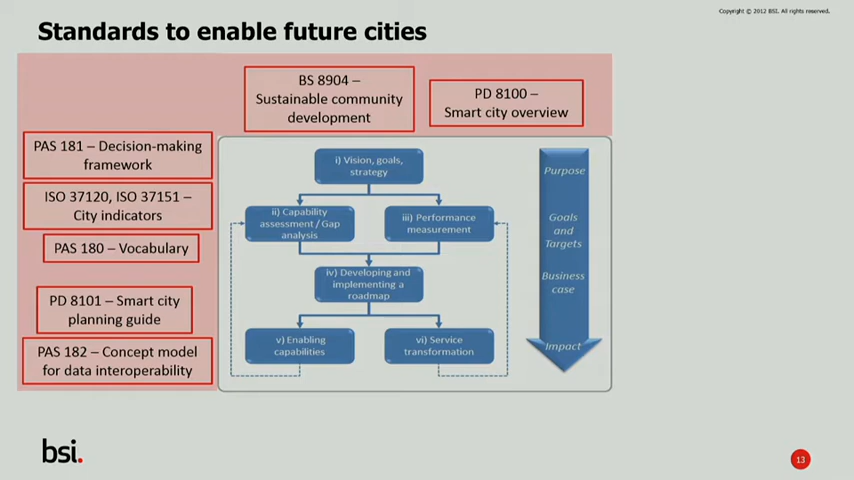 Copyright © 2012 BSI. All rights reserved.
Standards to enable future cities
BS 8904 –
Sustainable community
development
PD 8100 –
Smart city overview
PAS 181 – Decision-making
framework
ISO 37120, ISO 37151 –
City indicators
PAS 180 – Vocabulary
PD 8101 – Smart city
planning guide
PAS 182 – Concept model
for data interoperability
i) Vision, goals,
strategy
ii) Capability
assessment / Gap
analysis
iii) Performance
measurement
iv) Developing and
implementing a
roadmap
v) Enabling
capabilities
vi) Service
transformation
Purpose
Goals
and
Targets
Business
case
Impact
bsi.
13